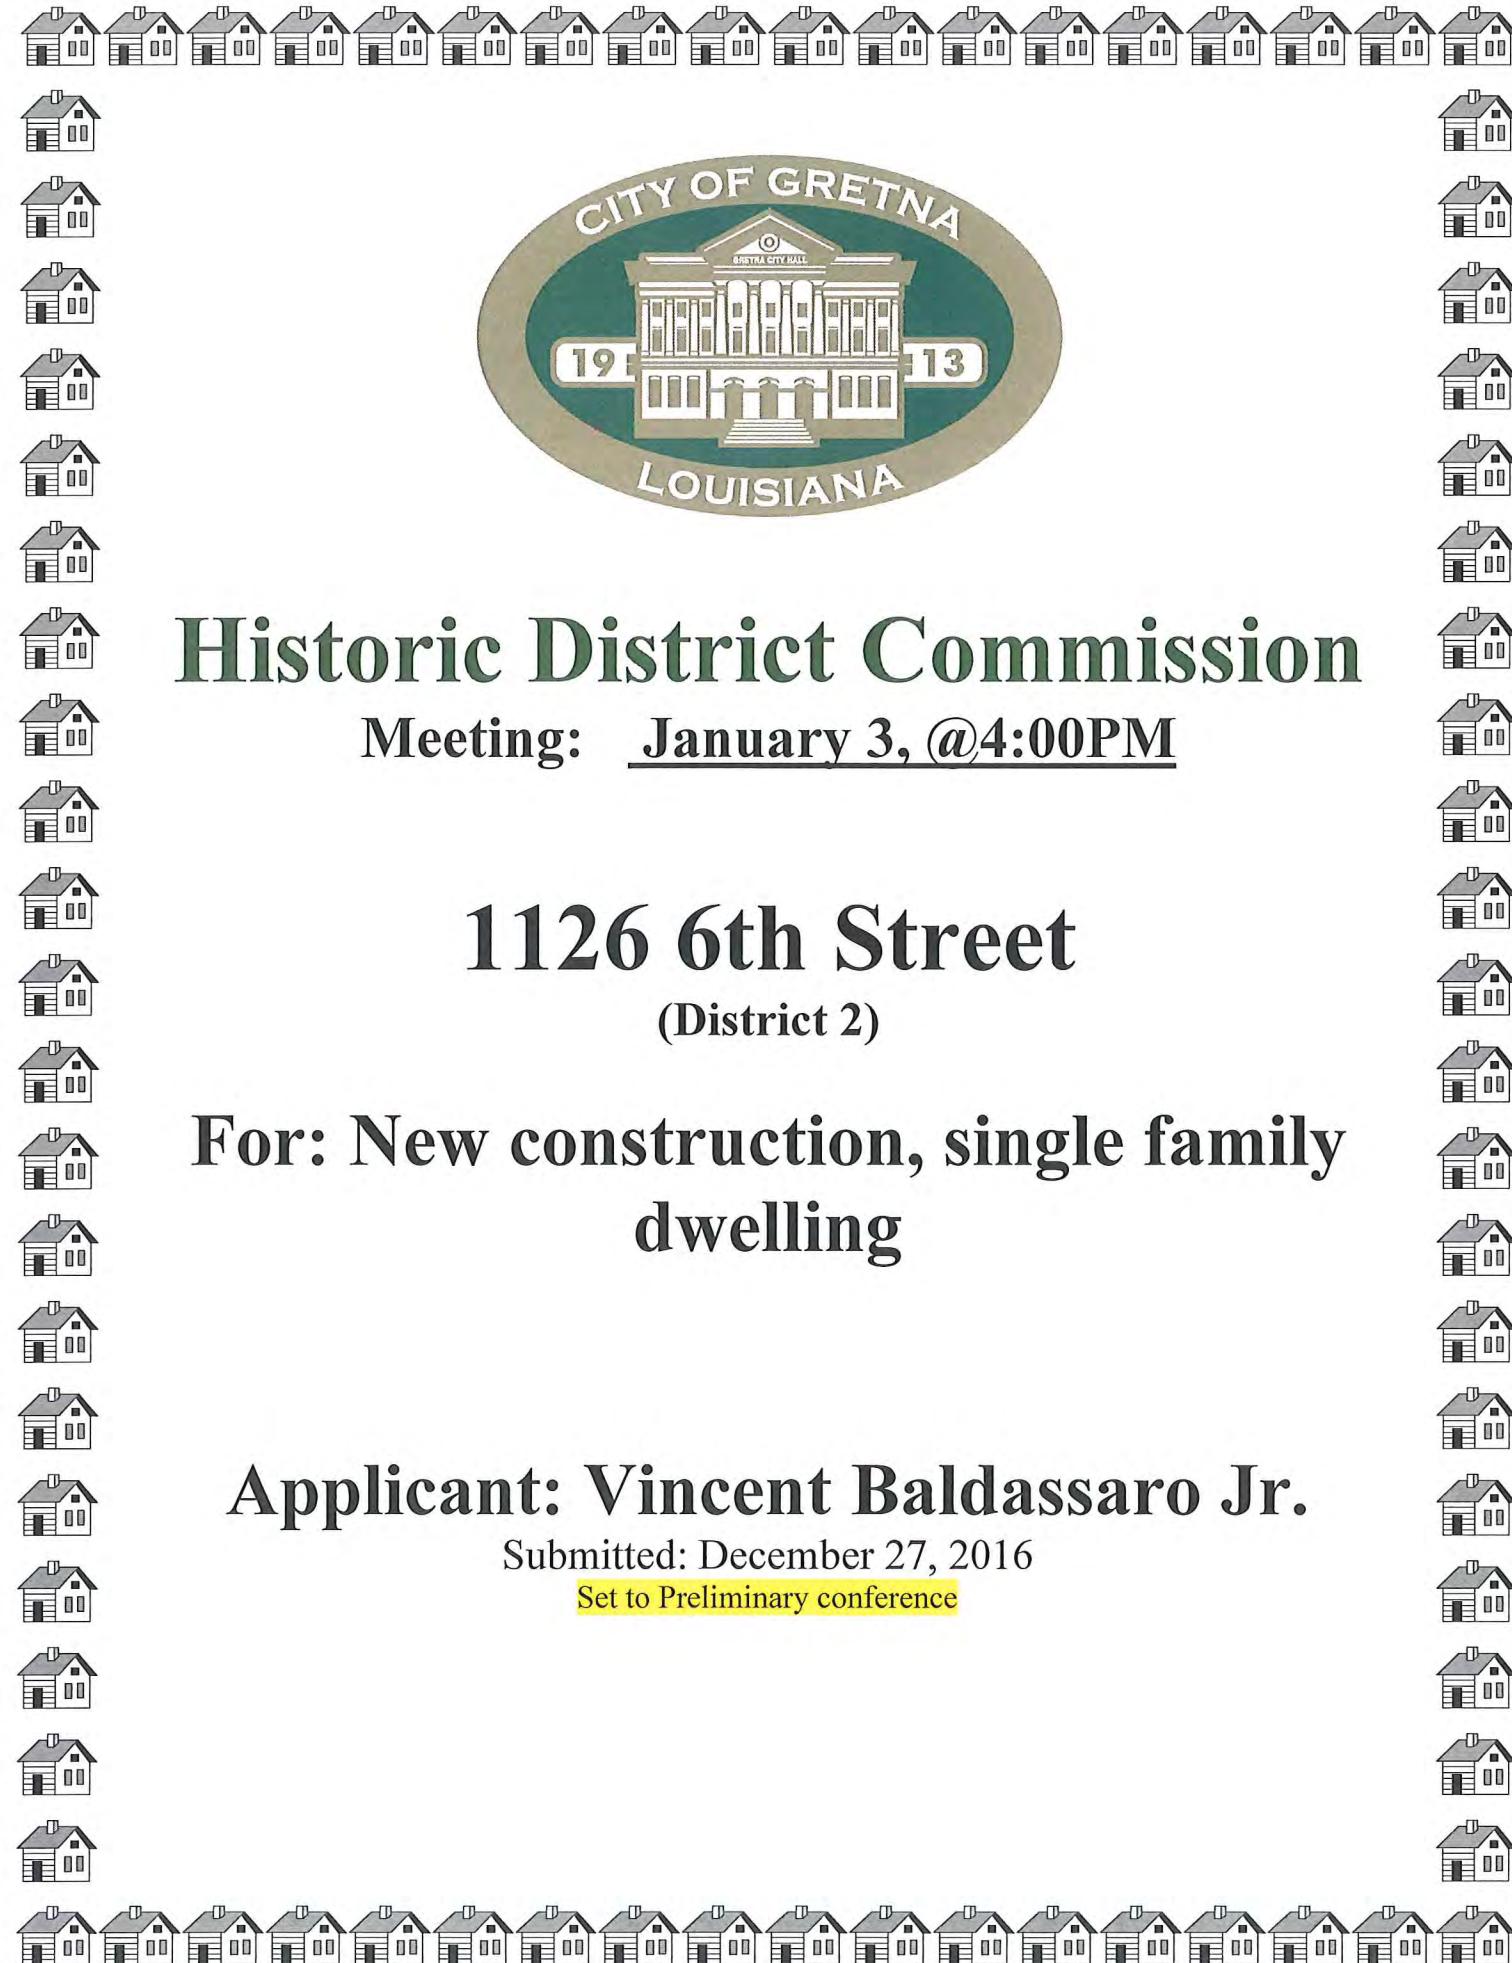 CITY OF GRETNA
GRETNA CITY HALL
19 13
LOUISIANA
Historic District Commission
Meeting: January 3, @4:00PM
1126 6th Street
(District 2)
For: New construction, single family
dwelling
Applicant: Vincent Baldassaro Jr.
Submitted: December 27, 2016
Set to Preliminary conference